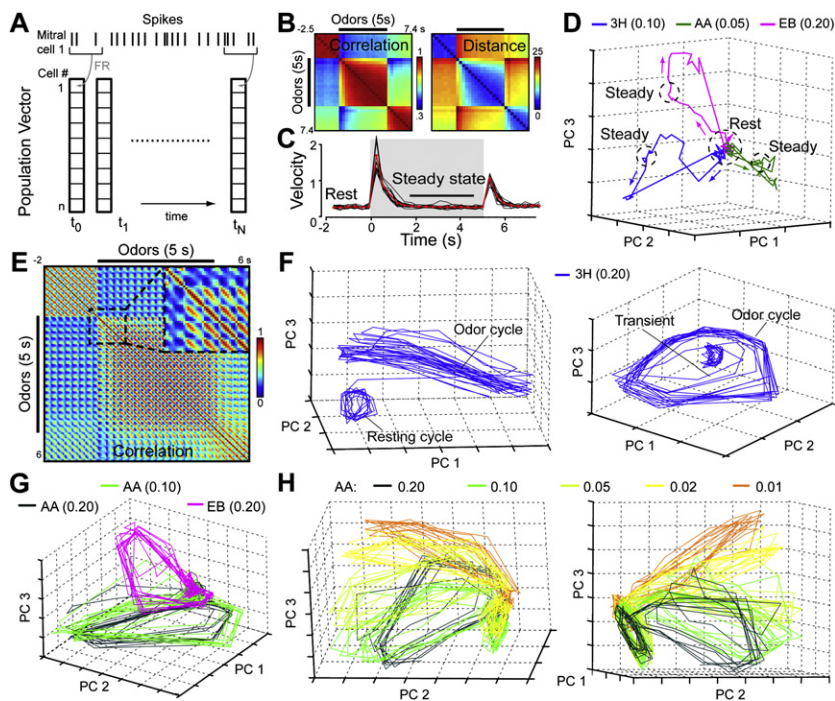 A
Spikes
Mitral
cell 1
Cell #
FR
1
Population Vector
n
t0
t1
time
tN
B
Odors (5s)
-2.5
7.4 s
Correlation
Distance
Odors (5s)
7.4
1
.3
25
0
C
2
1
0
Velocity
Rest
Steady state
-2
0
2
4
6
Time (s)
D
3H (0.10)
AA (0.05)
EB (0.20)
Steady
Steady
Rest
Steady
PC 3
PC 2
PC 1
E
Odors (5 s)
-2
6 s
Odors (5 s)
6
Correlation
1
0
F
3H (0.20)
PC 3
Odor cycle
Resting cycle
PC 2
PC 1
Transient
Odor cycle
PC 3
PC 1
PC 2
G
AA (0.10)
AA (0.20)
EB (0.20)
PC 3
PC 2
PC 1
H
AA:
0.20
0.10
0.05
0.02
0.01
PC 3
PC 2
PC 3
PC 1
PC 2